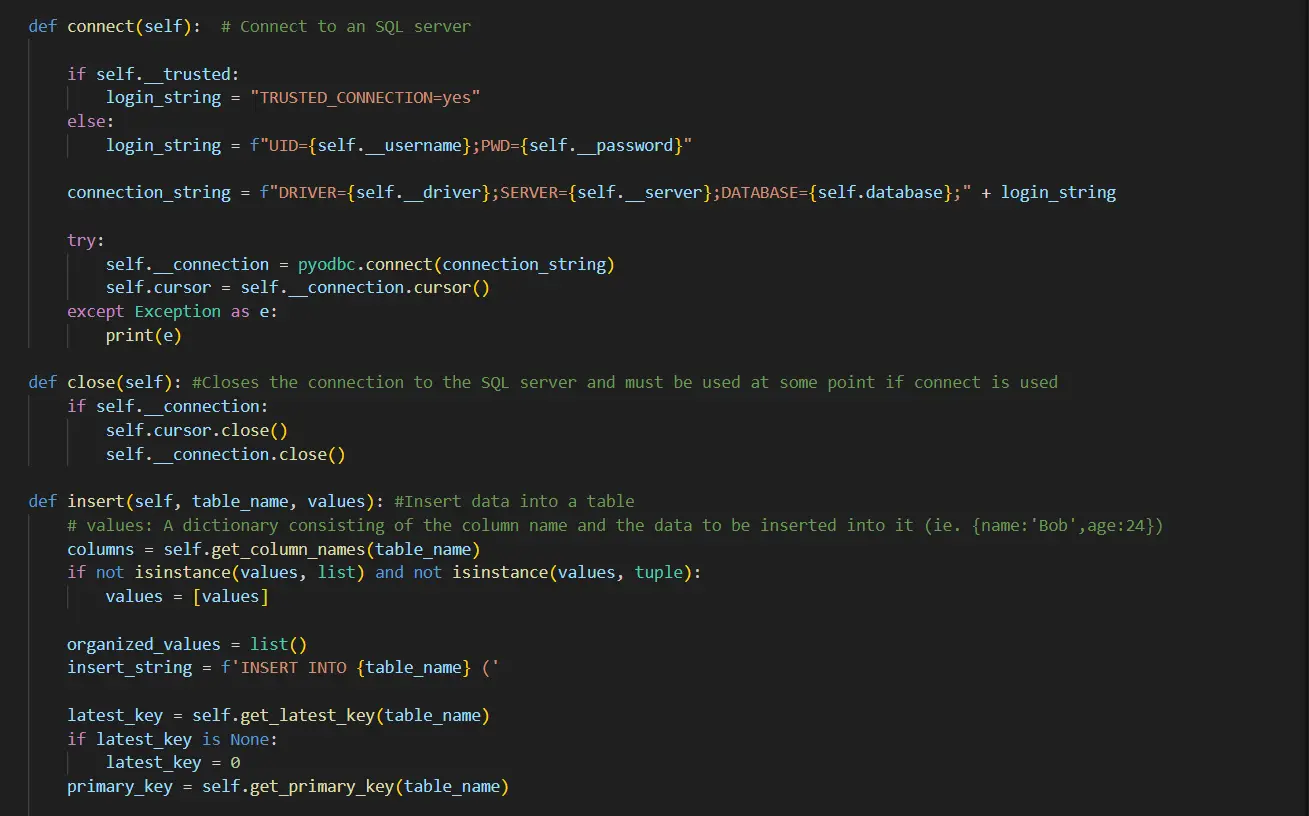 def connect(self):  # Connect to an SQL server
if self.__trusted:
login_string = "TRUSTED_CONNECTION=yes"
else:
login_string = f"UID={self.__username};PWD={self.__password}"
connection_string = f"DRIVER={self.__driver};SERVER={self.__server};DATABASE={self.database};" + login_string
try:
self.__connection = pyodbc.connect(connection_string)
self.cursor = self.__connection.cursor()
except Exception as e:
print(e)
def close(self): #Closes the connection to the SQL server and must be used at some point if connect is used
if self.__connection:
self.cursor.close()
self.__connection.close()
def insert(self, table_name, values): #Insert data into a table
# values: A dictionary consisting of the column name and the data to be inserted into it (ie. {name:'Bob',age:24})
columns = self.get_column_names(table_name)
if not isinstance(values, list) and not isinstance(values, tuple):
values = [values]
organized_values = list()
insert_string = f'INSERT INTO {table_name} ('
latest_key = self.get_latest_key(table_name)
if latest_key is None:
latest_key = 0
primary_key = self.get_primary_key(table_name)